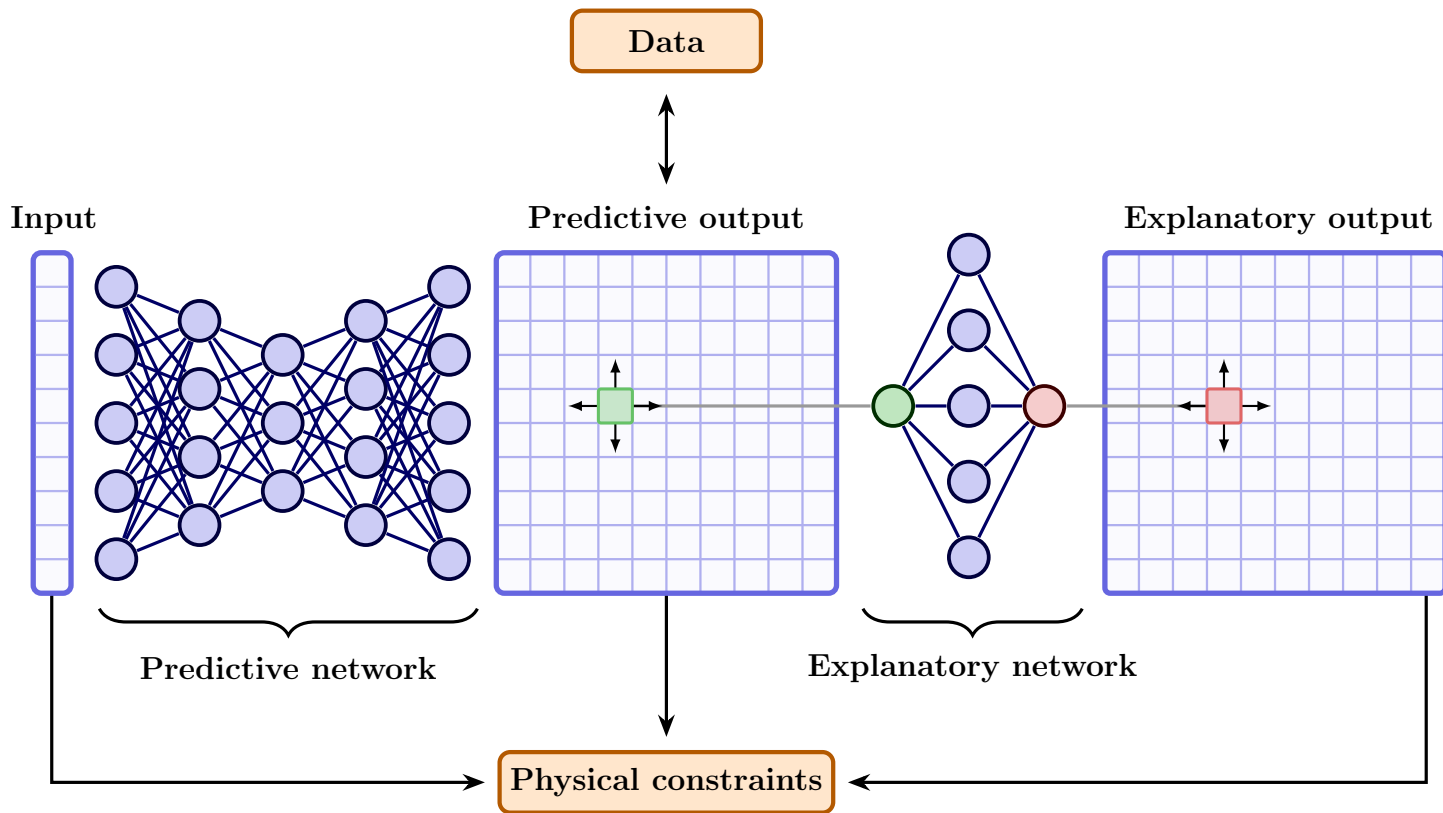 Data
Input
Predictive output
Explanatory output
Predictive network
Explanatory network
Physical constraints